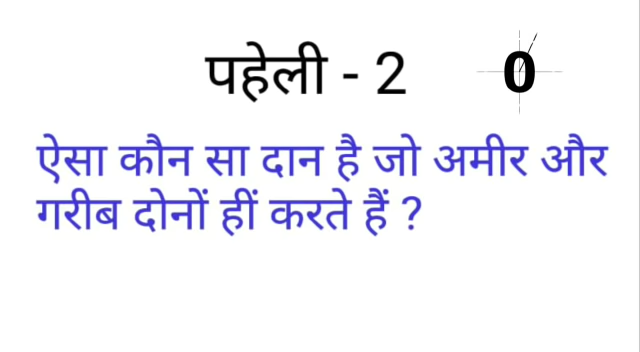 पहेली - 2 0
ऐसा कौन सा दान है जो अमीर और
गरीब दोनों हीं करते हैं ?